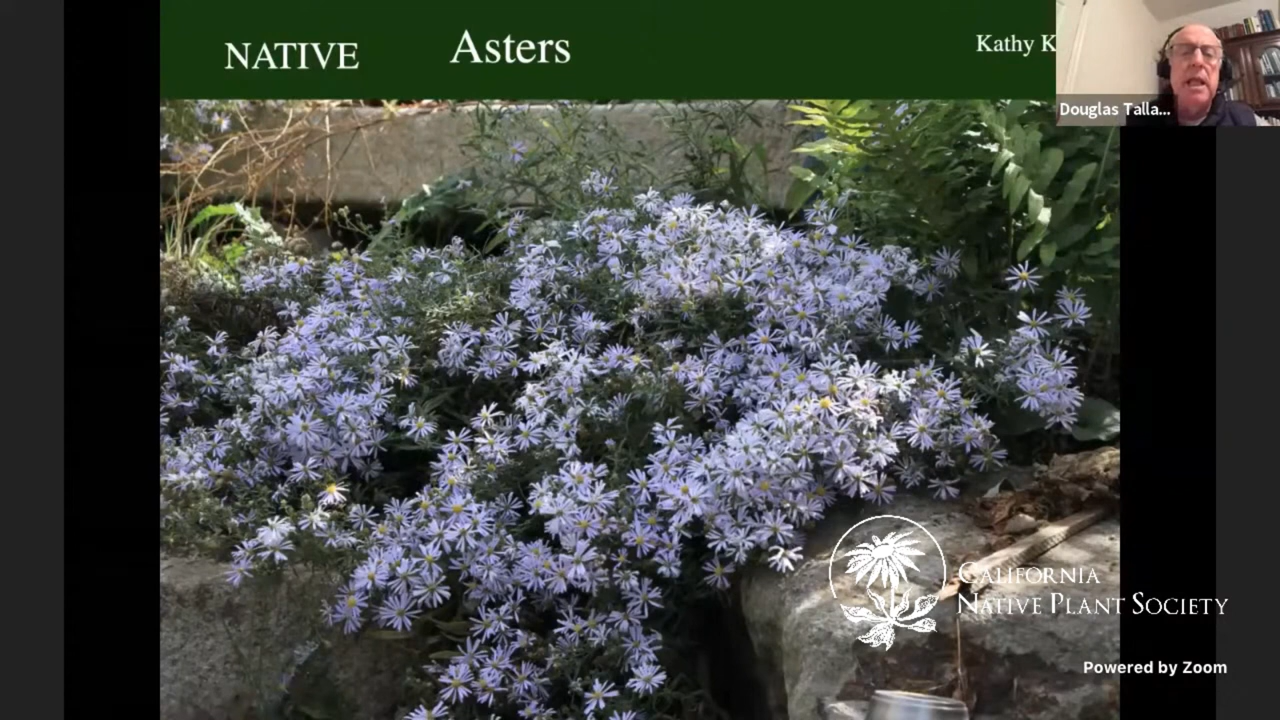 NATIVE Asters
Kathy K
Douglas Talla...
CALIFORNIA
NATIVE PLANT SOCIETY
Powered by Zoom